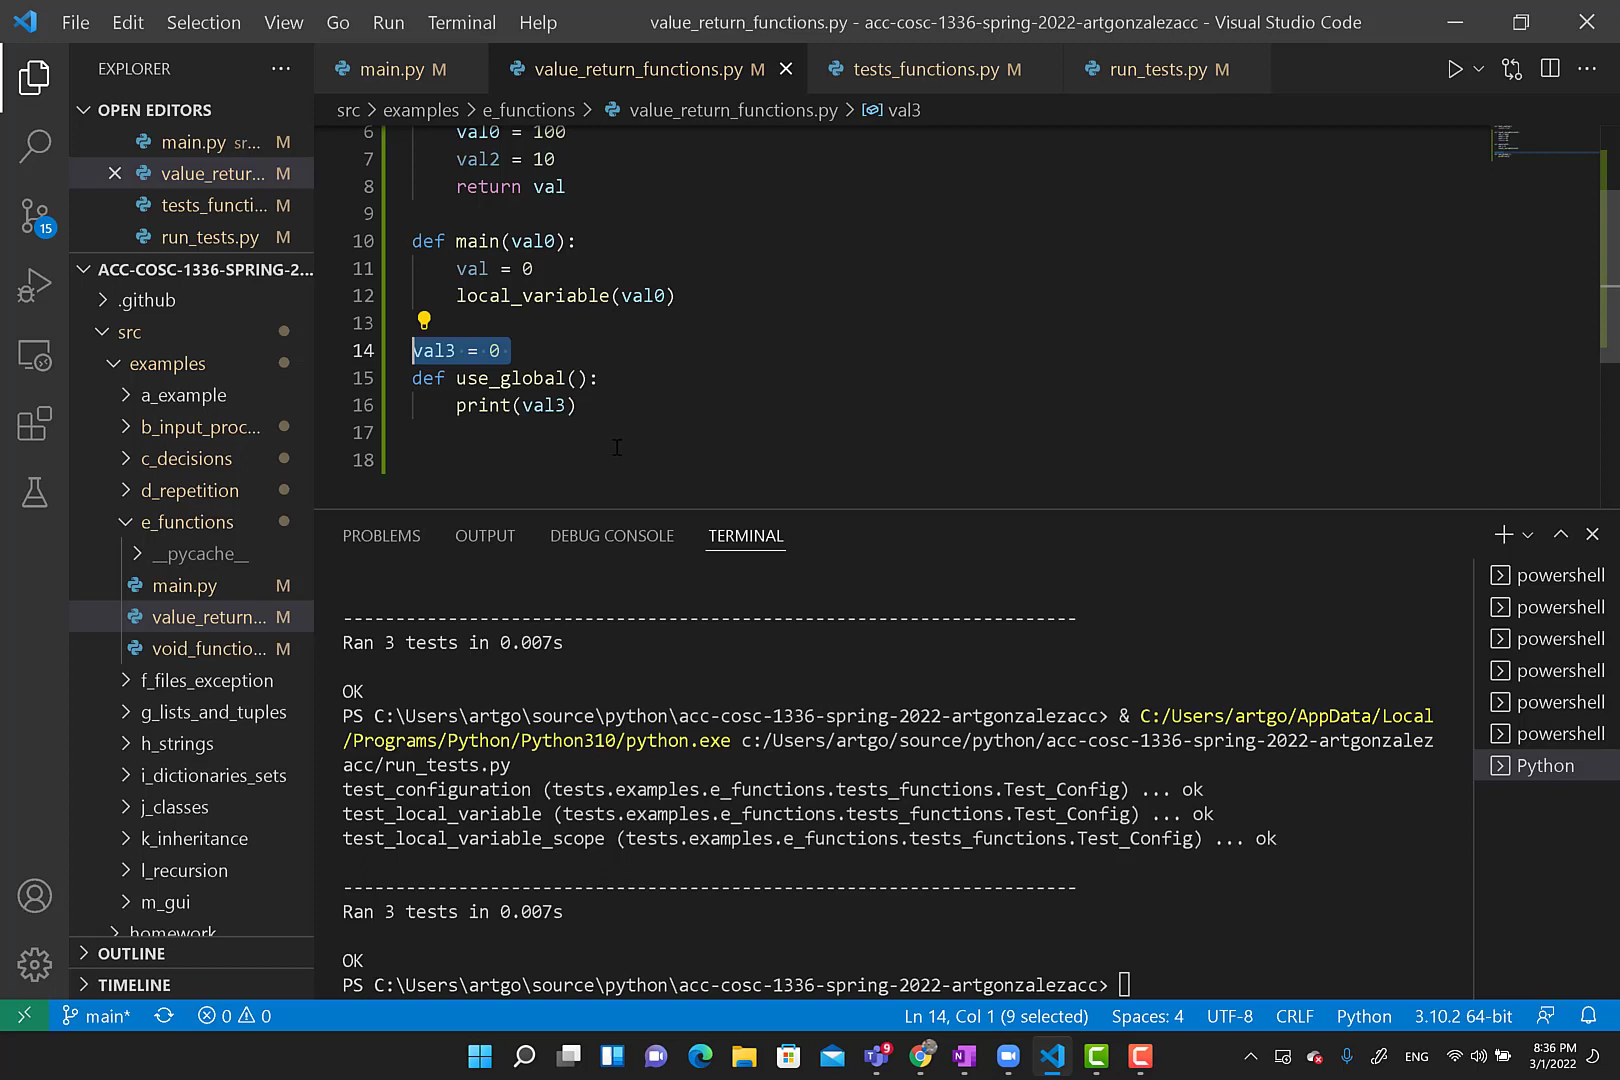 File Edit Selection View Go Run Terminal Help
value_return_functions.py - acc-cosc-1336-spring-2022-artgonzalezacc - Visual Studio Code
EXPLORER
OPEN EDITORS
main.py sr... M
value_retur... M
tests_functi... M
run_tests.py M
ACC-COSC-1336-SPRING-2...
.github
src
examples
a_example
b_input_proc...
c_decisions
d_repetition
e_functions
__pycache__
main.py M
value_return... M
void_functio... M
f_files_exception
g_lists_and_tuples
h_strings
i_dictionaries_sets
j_classes
k_inheritance
l_recursion
m_gui
homework
OUTLINE
TIMELINE
15
main.py M value_return_functions.py M tests_functions.py M run_tests.py M
src > examples > e_functions > value_return_functions.py > val3
6 val0 = 100
7 val2 = 10
8 return val
9
10 def main(val0):
11 val = 0
12 local_variable(val0)
13
14 val3 = 0
15 def use_global():
16 print(val3)
17
18
PROBLEMS OUTPUT DEBUG CONSOLE TERMINAL
----------------------------------------------------------------------
Ran 3 tests in 0.007s
OK
PS C:\Users\artgo\source\python\acc-cosc-1336-spring-2022-artgonzalezacc> & C:/Users/artgo/AppData/Local
/Programs/Python/Python310/python.exe c:/Users/artgo/source/python/acc-cosc-1336-spring-2022-artgonzalez
acc/run_tests.py
test_configuration (tests.examples.e_functions.tests_functions.Test_Config) ... ok
test_local_variable (tests.examples.e_functions.tests_functions.Test_Config) ... ok
test_local_variable_scope (tests.examples.e_functions.tests_functions.Test_Config) ... ok
----------------------------------------------------------------------
Ran 3 tests in 0.007s
OK
PS C:\Users\artgo\source\python\acc-cosc-1336-spring-2022-artgonzalezacc>
powershell
powershell
powershell
powershell
powershell
powershell
Python
main* 0 0 Ln 14, Col 1 (9 selected) Spaces: 4 UTF-8 CRLF Python 3.10.2 64-bit
9
ENG
8:36 PM
3/1/2022